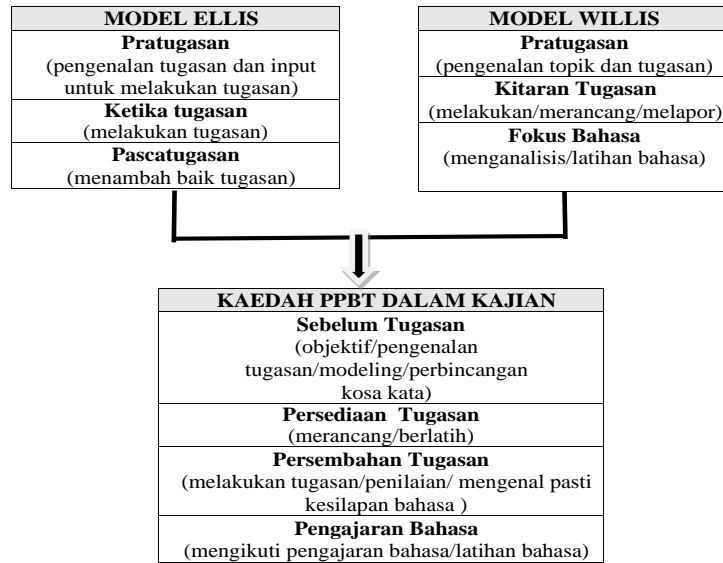 MODEL ELLIS
Pratugasan
(pengenalan tugasan dan input
untuk melakukan tugasan)
Ketika tugasan
(melakukan tugasan)
Pascatugasan
(menambah baik tugasan)
MODEL WILLIS
Pratugasan
(pengenalan topik dan tugasan)
Kitaran Tugasan
(melakukan/merancang/melapor)
Fokus Bahasa
(menganalisis/latihan bahasa)
KAEDAH PPBT DALAM KAJIAN
Sebelum Tugasan
(objektif/pengenalan
tugasan/modeling/perbincangan
kosa kata)
Persediaan Tugasan
(merancang/berlatih)
Persembahan Tugasan
(melakukan tugasan/penilaian/ mengenal pasti
kesilapan bahasa )
Pengajaran Bahasa
(mengikuti pengajaran bahasa/latihan bahasa)